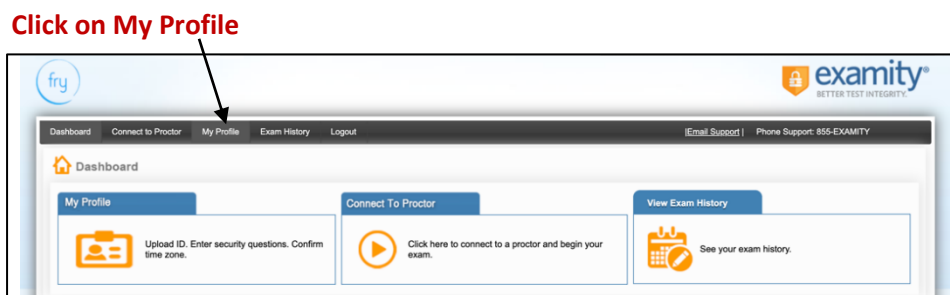 Click on My Profile
fry
examity®
BETTER TEST INTEGRITY.
Dashboard Connect to Proctor My Profile Exam History Logout |Email Support| Phone Support: 855-EXAMITY
Dashboard
My Profile
Upload ID. Enter security questions. Confirm
time zone.
Connect To Proctor
Click here to connect to a proctor and begin your
exam.
View Exam History
See your exam history.